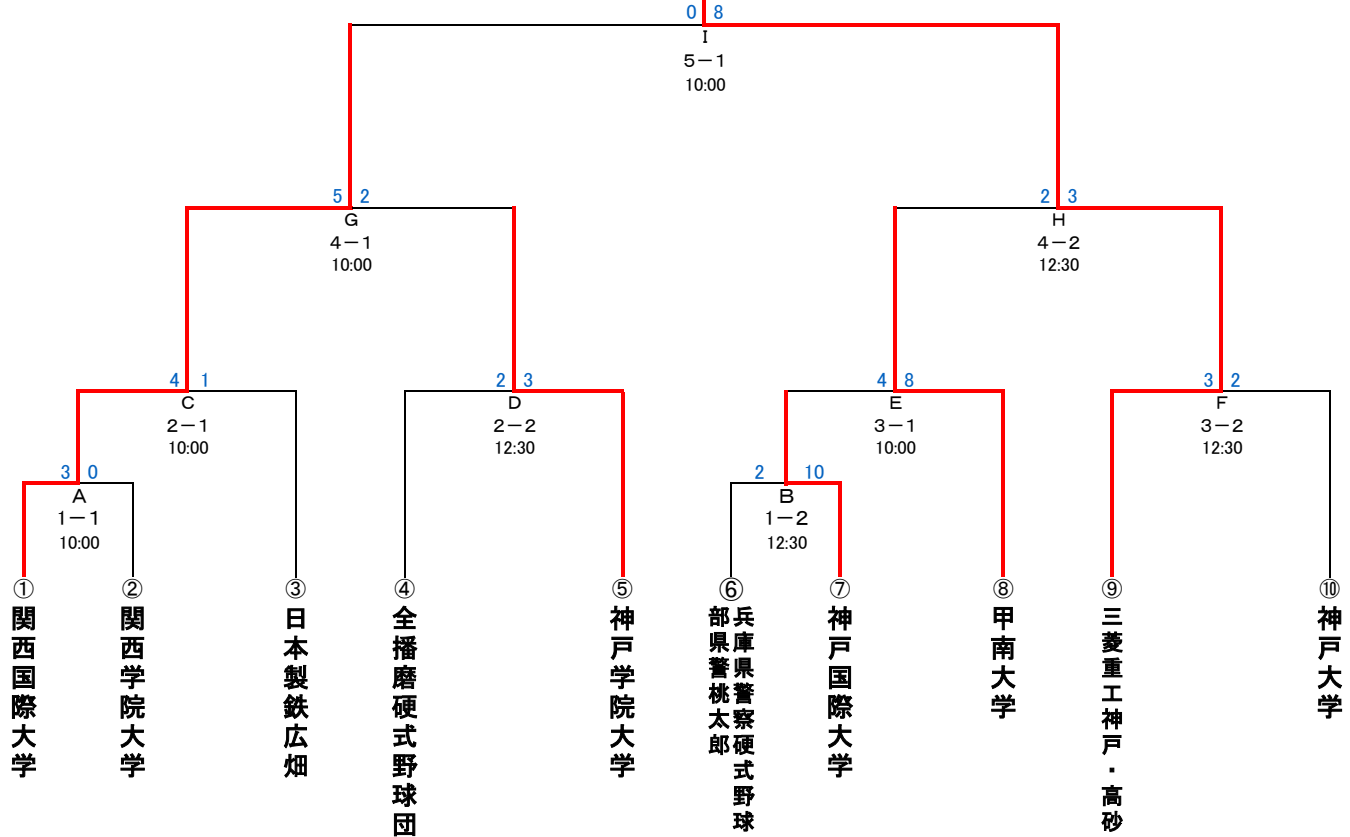 0 8
I
5－1
10:00
5 2
G
4－1
10:00
2 3
H
4－2
12:30
4 1
C
2－1
10:00
2 3
D
2－2
12:30
4 8
E
3－1
10:00
3 2
F
3－2
12:30
3 0
A
1－1
10:00
2 10
B
1－2
12:30
①
関西国際大学
②
関西学院大学
③
日本製鉄広畑
④
全播磨硬式野球団
⑤
神戸学院大学
⑥
兵庫県警察硬式野球
部県警桃太郎
⑦
神戸国際大学
⑧
甲南大学
⑨
三菱重工神戸・高砂
⑩
神戸大学